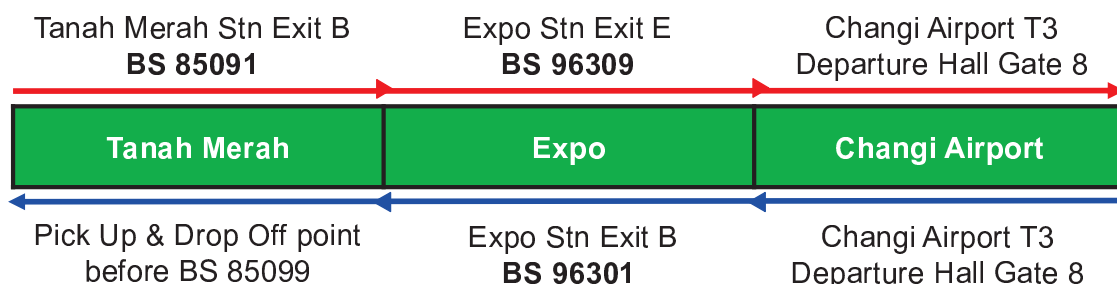 Tanah Merah Stn Exit B
BS 85091
Expo Stn Exit E
BS 96309
Changi Airport T3
Departure Hall Gate 8
Tanah Merah
Expo
Changi Airport
Pick Up & Drop Off point
before BS 85099
Expo Stn Exit B
BS 96301
Changi Airport T3
Departure Hall Gate 8